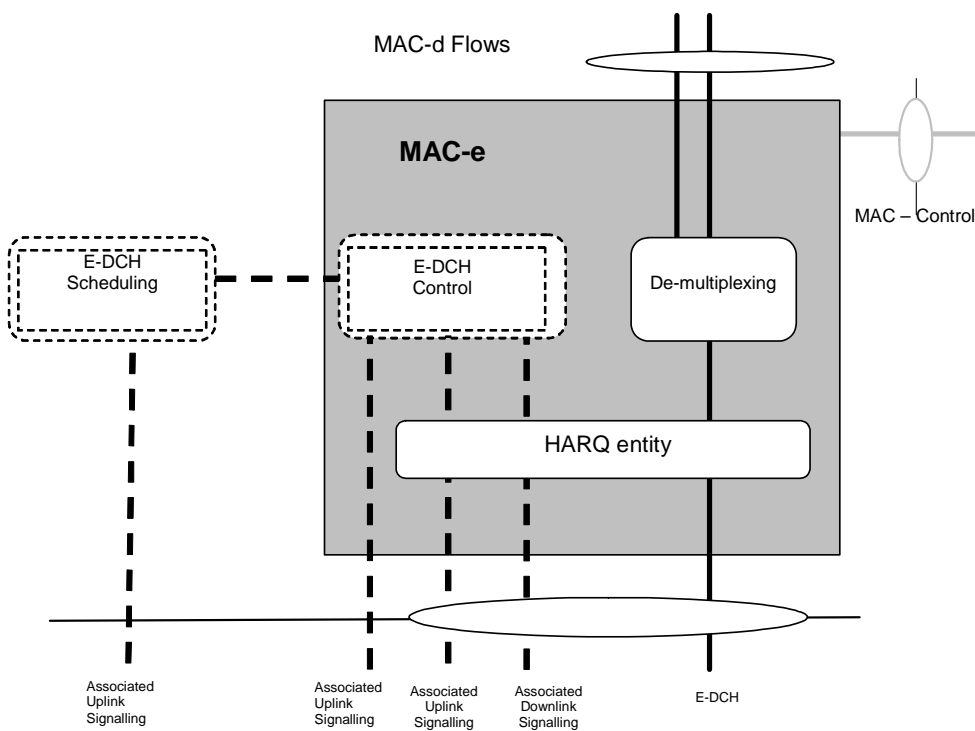 MAC-d Flows
MAC-e
MAC – Control
E-DCH
Scheduling
E-DCH
Control
De-multiplexing
HARQ entity
Associated
Uplink
Signalling
Associated
Uplink
Signalling
Associated
Uplink
Signalling
Associated
Downlink
Signalling
E-DCH